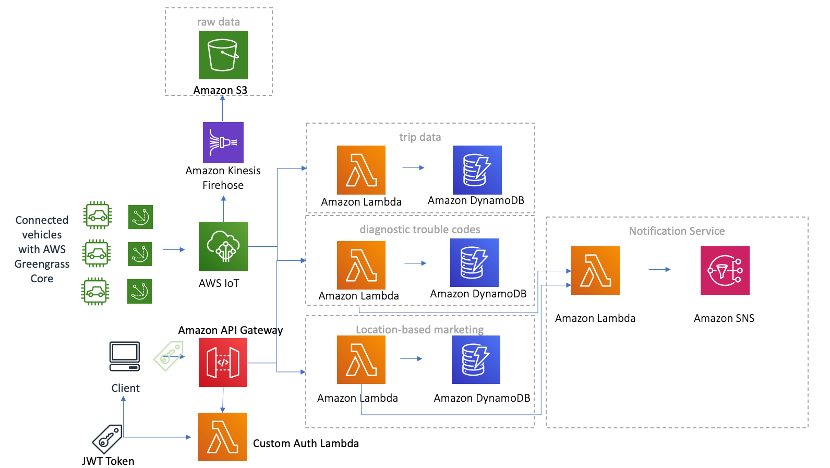 raw data
Amazon S3
Amazon Kinesis
Firehose
trip data
Amazon Lambda
Amazon DynamoDB
Connected
vehicles
with AWS
Greengrass
Core
AWS IoT
diagnostic trouble codes
Amazon Lambda
Amazon DynamoDB
Notification Service
Amazon Lambda
Amazon SNS
Amazon API Gateway
Location-based marketing
Amazon Lambda
Amazon DynamoDB
Client
Custom Auth Lambda
JWT Token